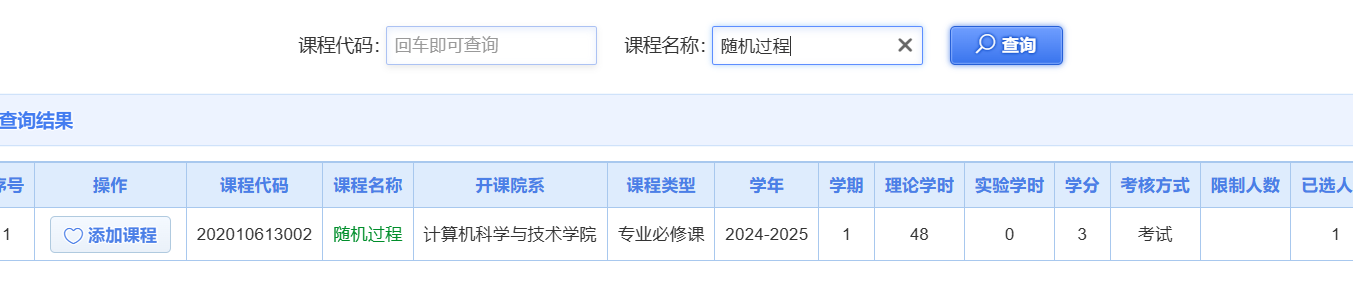 课程代码: 回车即可查询 课程名称: 随机过程 查询
查询结果
序号 操作 课程代码 课程名称 开课院系 课程类型 学年 学期 理论学时 实验学时 学分 考核方式 限制人数 已选人
1 添加课程 202010613002 随机过程 计算机科学与技术学院 专业必修课 2024-2025 1 48 0 3 考试 1